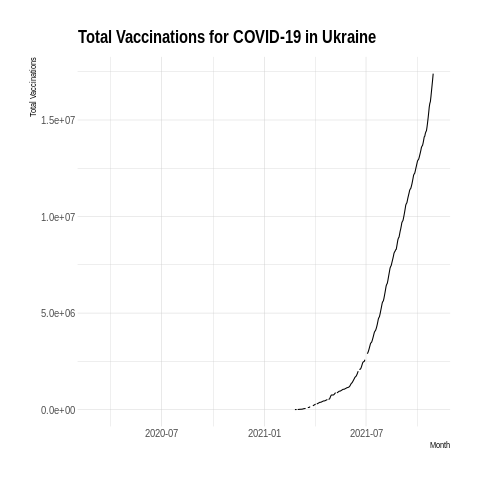 Total Vaccinations for COVID-19 in Ukraine
Total Vaccinations
1.5e+07
1.0e+07
5.0e+06
0.0e+00
2020-07 2021-01 2021-07
Month